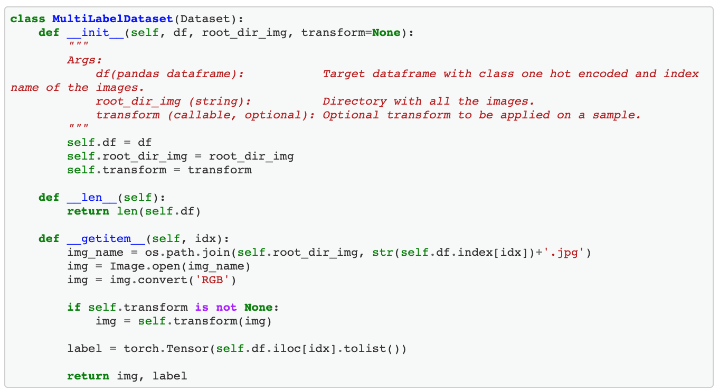 class MultiLabelDataset(Dataset):
    def __init__(self, df, root_dir_img, transform=None):
        """
        Args:
            df(pandas dataframe):           Target dataframe with class one hot encoded and index
name of the images.
            root_dir_img (string):          Directory with all the images.
            transform (callable, optional): Optional transform to be applied on a sample.
        """
        self.df = df
        self.root_dir_img = root_dir_img
        self.transform = transform

    def __len__(self):
        return len(self.df)

    def __getitem__(self, idx):
        img_name = os.path.join(self.root_dir_img, str(self.df.index[idx])+'.jpg')
        img = Image.open(img_name)
        img = img.convert('RGB')

        if self.transform is not None:
            img = self.transform(img)

        label = torch.Tensor(self.df.iloc[idx].tolist())

        return img, label